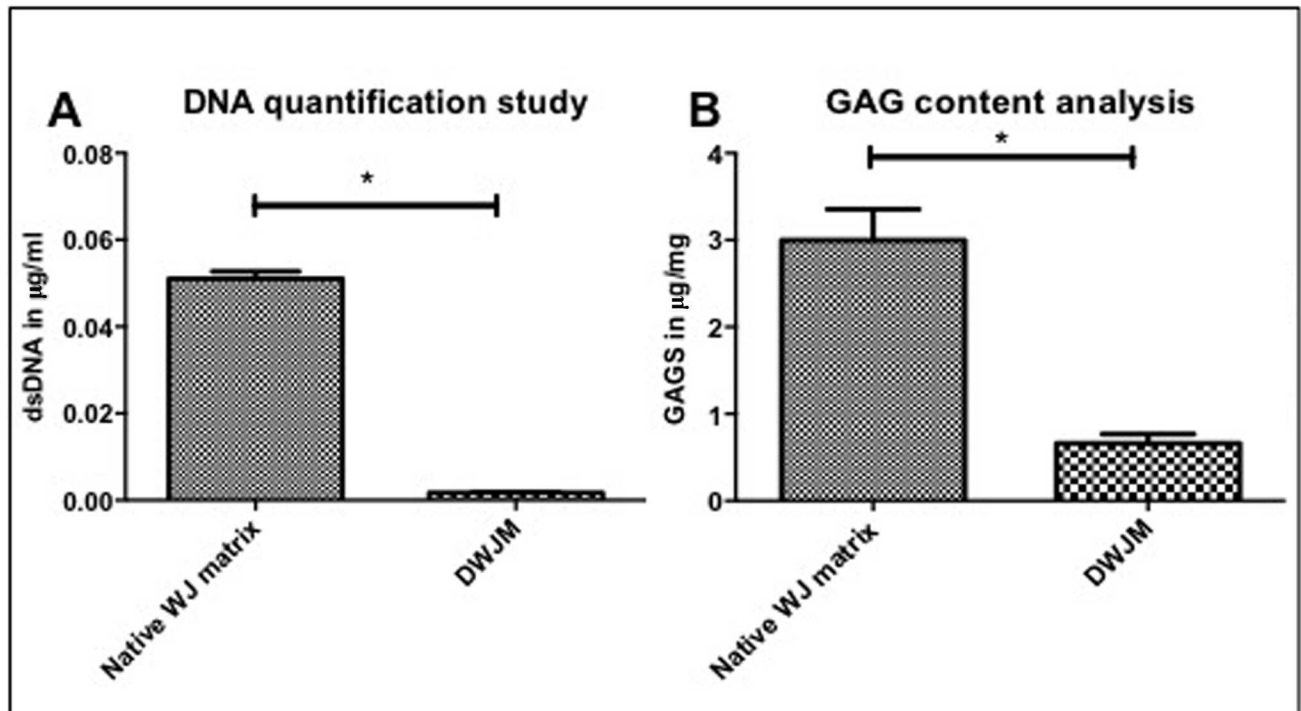 A DNA quantification study
0.08
0.06
0.04
0.02
0.00
dsDNA in µg/ml
*
Native WJ matrix
DWJM
B GAG content analysis
4
3
2
1
0
GAGS in µg/mg
*
Native WJ matrix
DWJM